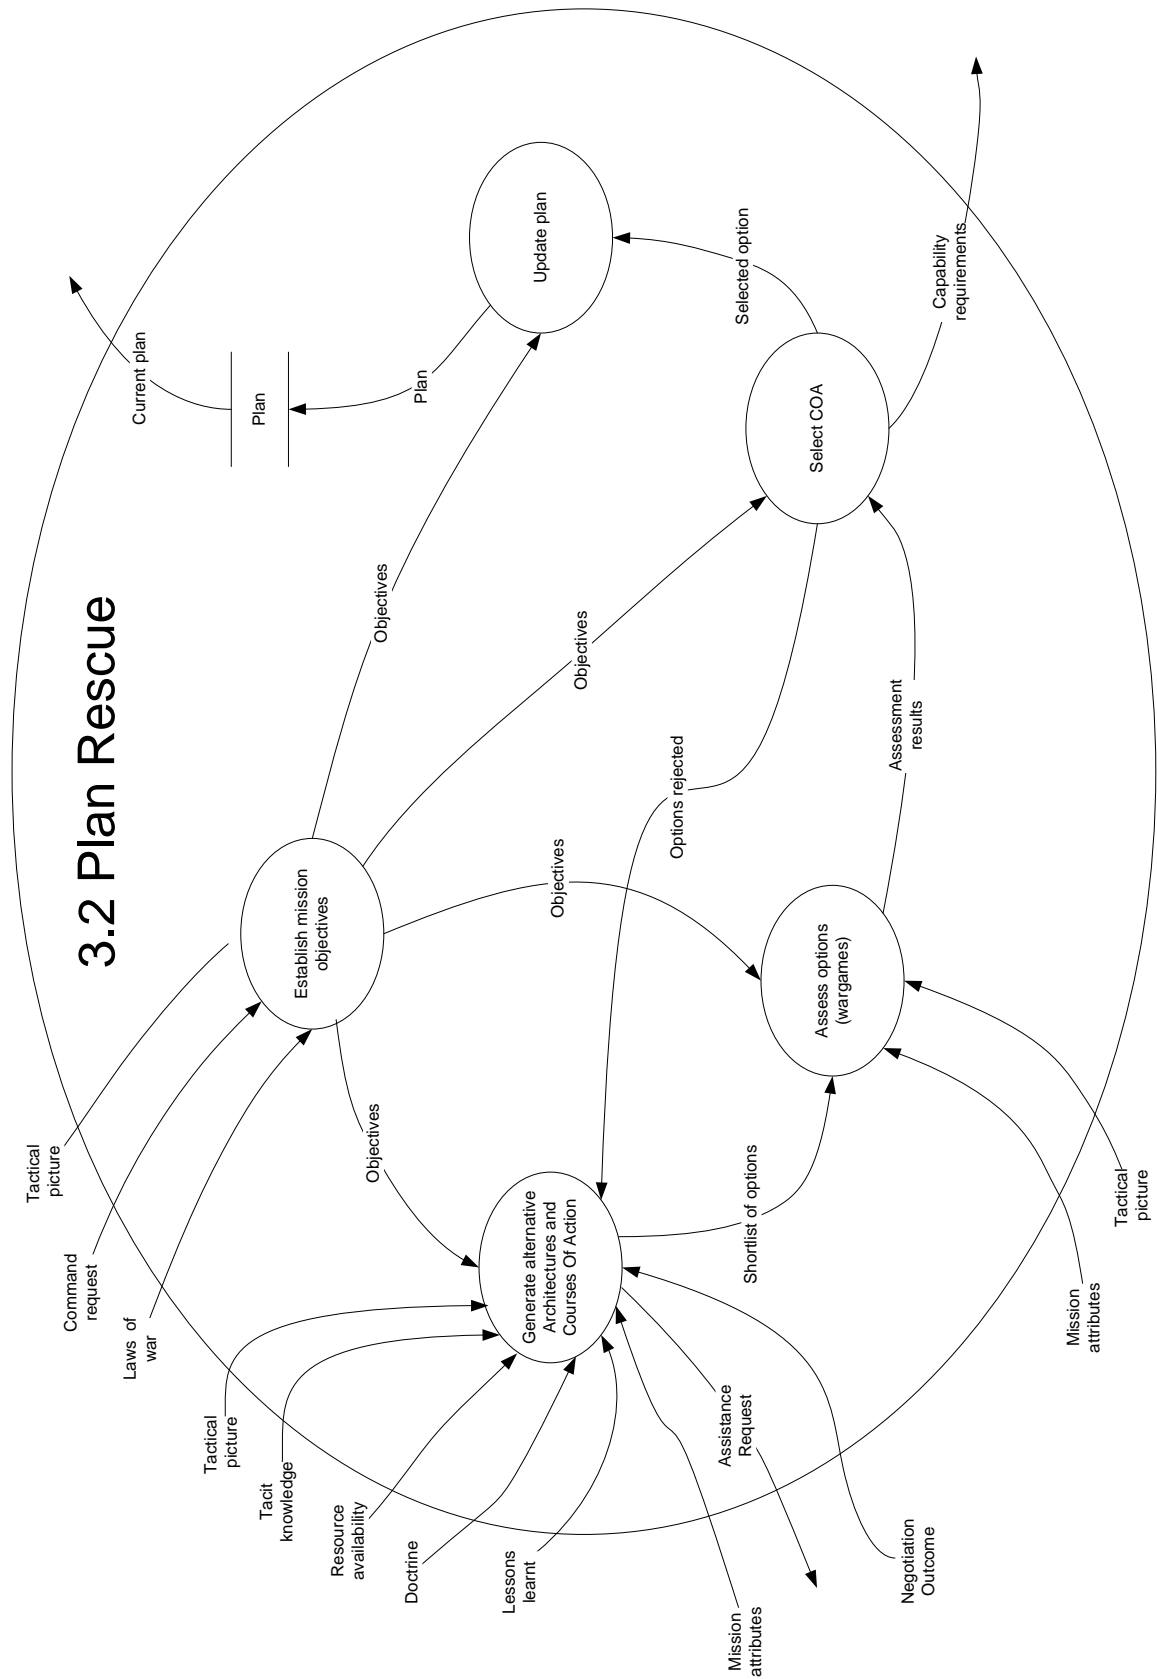 3.2 Plan Rescue
Tactical
picture
Command
request
Laws of
war
Tactical
picture
Tacit
knowledge
Resource
availability
Doctrine
Lessons
learnt
Mission
attributes
Assistance
Request
Negotiation
Outcome
Mission
attributes
Tactical
picture
Establish mission
objectives
Objectives
Objectives
Objectives
Objectives
Generate alternative
Architectures and
Courses Of Action
Shortlist of options
Assess options
(wargames)
Options rejected
Assessment
results
Select COA
Selected option
Capability
requirements
Update plan
Plan
Plan
Current plan